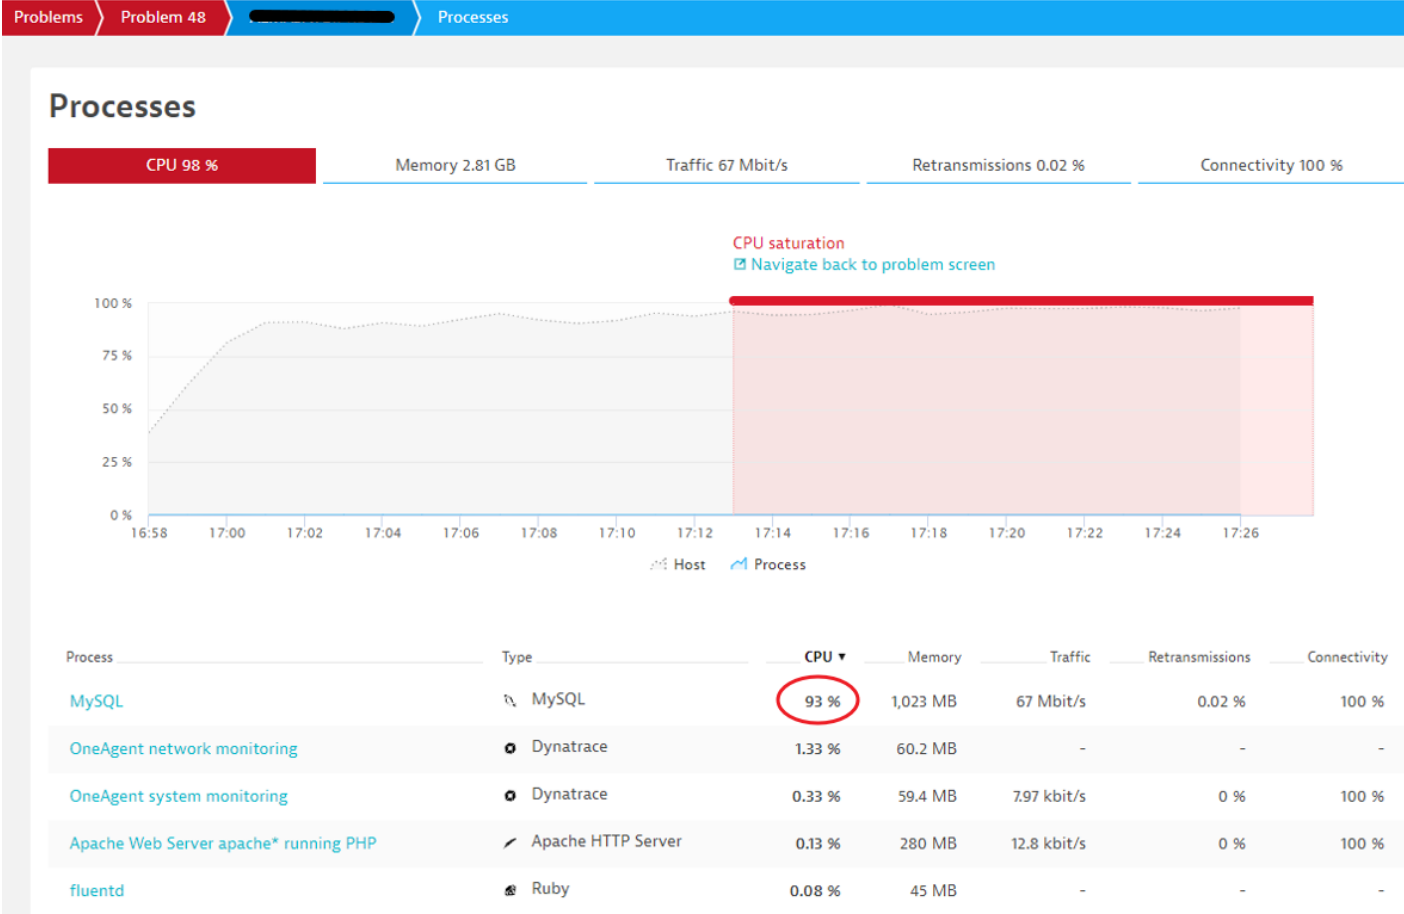 Problems Problem 48 Processes
Processes
CPU 98 % Memory 2.81 GB Traffic 67 Mbit/s Retransmissions 0.02 % Connectivity 100 %
CPU saturation
Navigate back to problem screen
100 %
75 %
50 %
25 %
0 %
16:58 17:00 17:02 17:04 17:06 17:08 17:10 17:12 17:14 17:16 17:18 17:20 17:22 17:24 17:26
Host Process
Process Type CPU ▼ Memory Traffic Retransmissions Connectivity
MySQL MySQL 93 % 1,023 MB 67 Mbit/s 0.02 % 100 %
OneAgent network monitoring Dynatrace 1.33 % 60.2 MB - - -
OneAgent system monitoring Dynatrace 0.33 % 59.4 MB 7.97 kbit/s 0 % 100 %
Apache Web Server apache* running PHP Apache HTTP Server 0.13 % 280 MB 12.8 kbit/s 0 % 100 %
fluentd Ruby 0.08 % 45 MB - - -